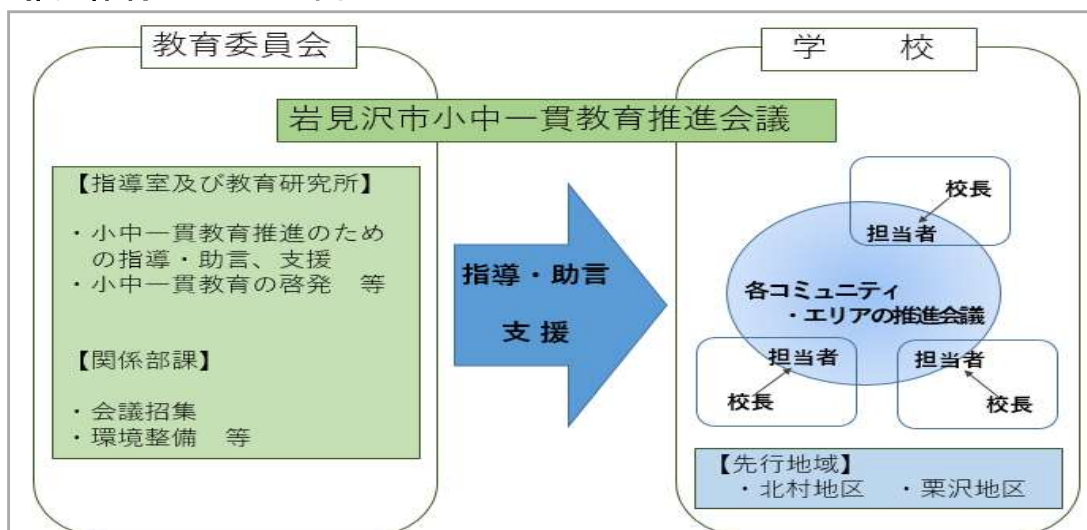 教育委員会
学　校
岩見沢市小中一貫教育推進会議
【指導室及び教育研究所】
・小中一貫教育推進のため
の指導・助言、支援
・小中一貫教育の啓発　等
【関係部課】
・会議招集
・環境整備　等
指導・助言
支 援
校長
担当者
各コミュニティ
・エリアの推進会議
担当者
校長
担当者
校長
【先行地域】
・北村地区　・栗沢地区